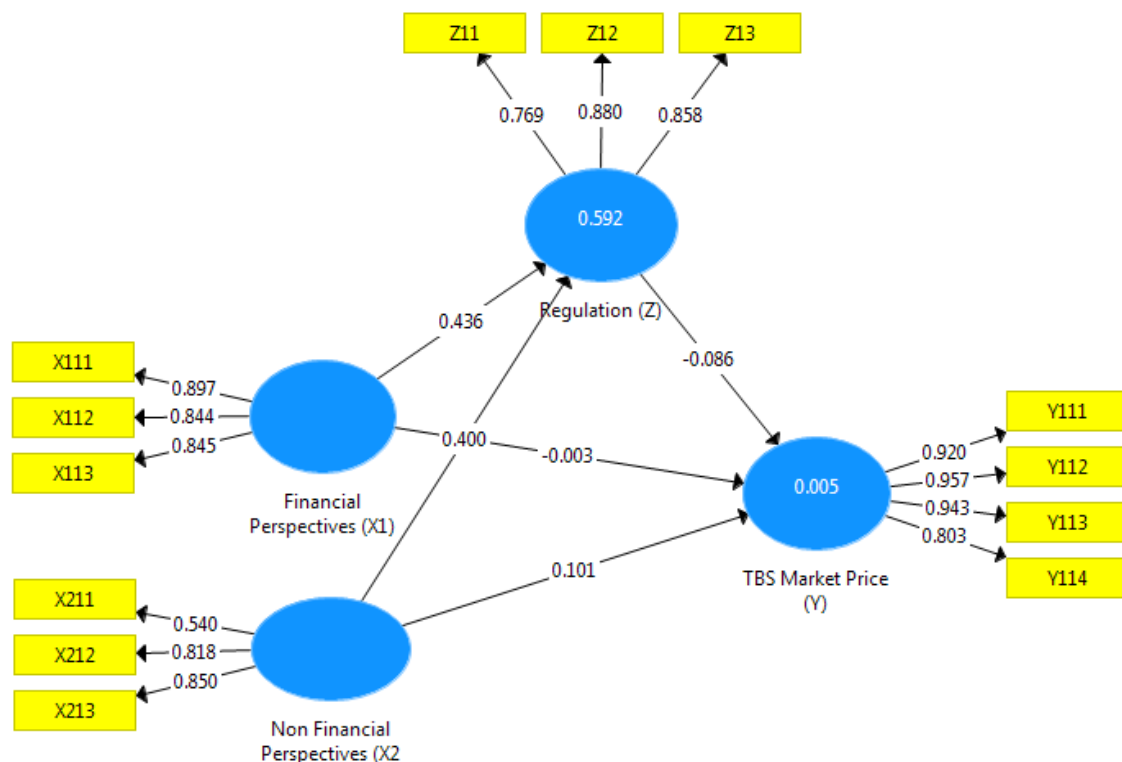 Z11
Z12
Z13
0.769
0.880
0.858
0.592
Regulation (Z)
0.436
-0.086
X111
X112
X113
0.897
0.844
0.845
0.400
-0.003
Financial
Perspectives (X1)
Y111
Y112
Y113
Y114
0.920
0.957
0.943
0.803
0.005
TBS Market Price
(Y)
0.101
X211
X212
X213
0.540
0.818
0.850
Non Financial
Perspectives (X2